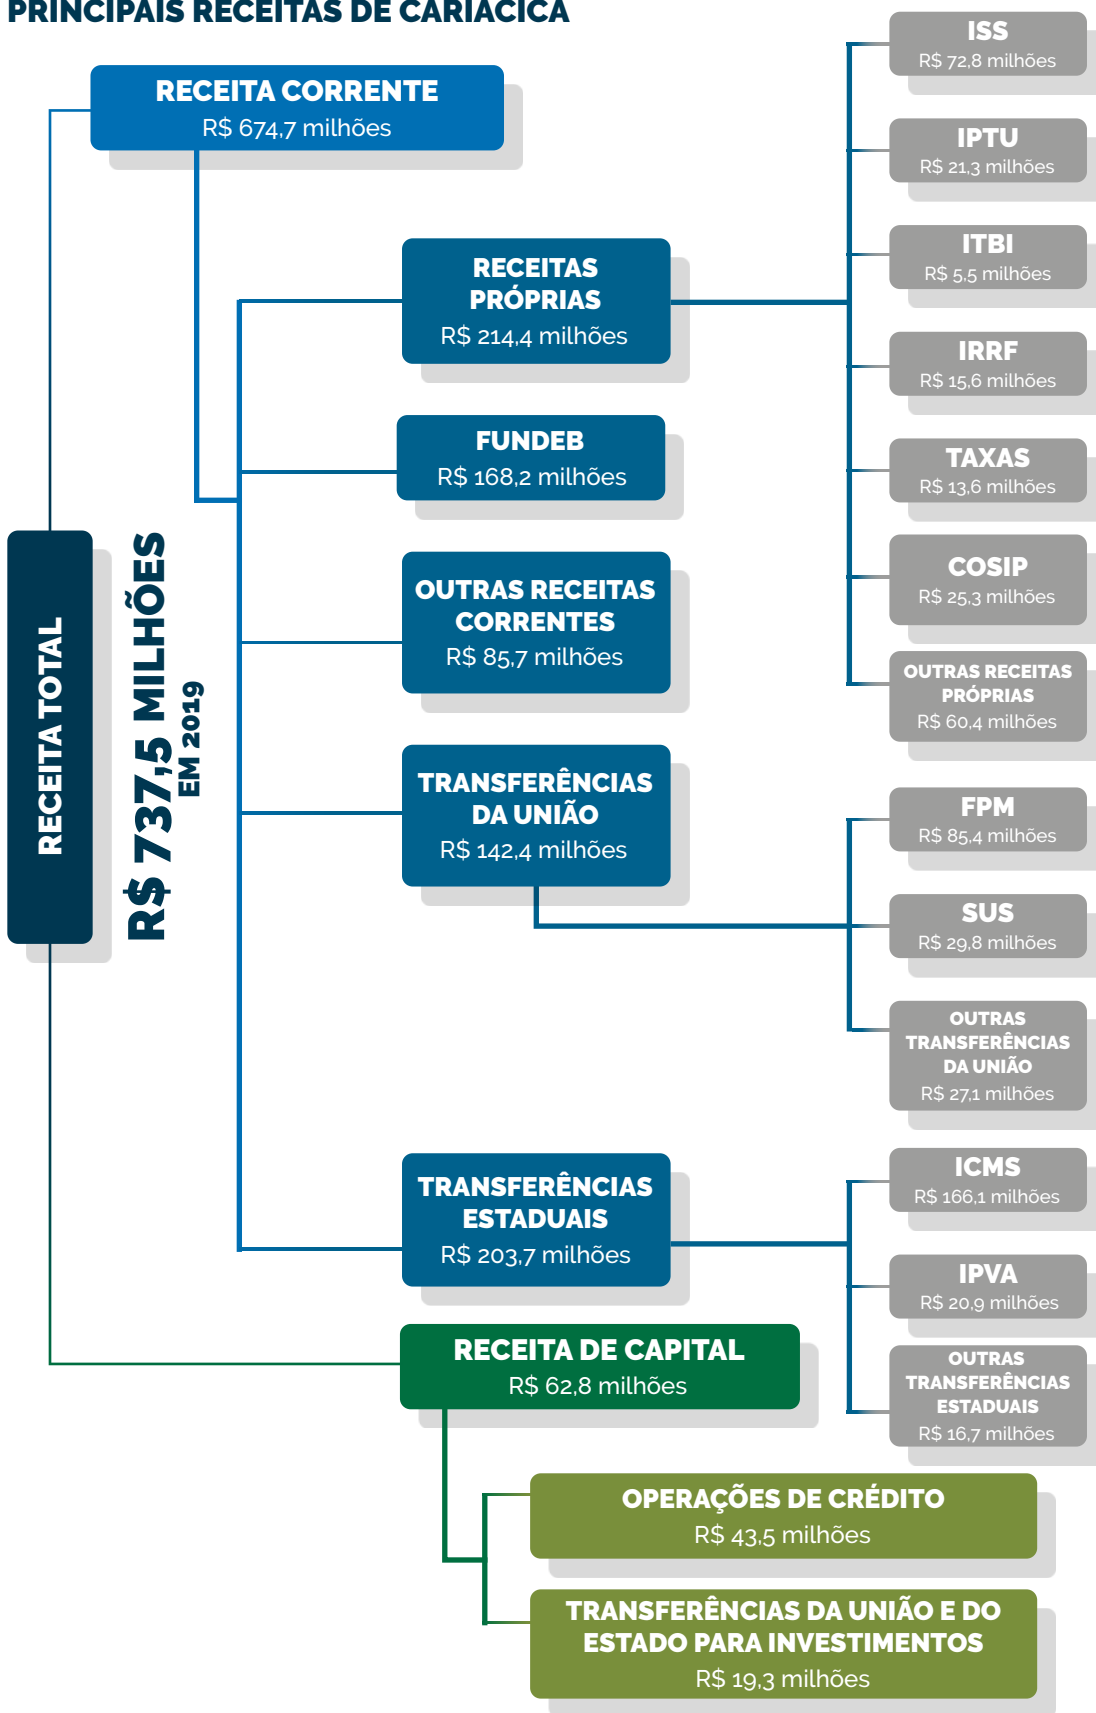 PRINCIPAIS RECEITAS DE CARIACICA
RECEITA TOTAL
R$ 737,5 MILHÕES
EM 2019
RECEITA CORRENTE
R$ 674,7 milhões
RECEITAS
PRÓPRIAS
R$ 214,4 milhões
ISS
R$ 72,8 milhões
IPTU
R$ 21,3 milhões
ITBI
R$ 5,5 milhões
IRRF
R$ 15,6 milhões
TAXAS
R$ 13,6 milhões
COSIP
R$ 25,3 milhões
OUTRAS RECEITAS
PRÓPRIAS
R$ 60,4 milhões
FUNDEB
R$ 168,2 milhões
OUTRAS RECEITAS
CORRENTES
R$ 85,7 milhões
TRANSFERÊNCIAS
DA UNIÃO
R$ 142,4 milhões
FPM
R$ 85,4 milhões
SUS
R$ 29,8 milhões
OUTRAS
TRANSFERÊNCIAS
DA UNIÃO
R$ 27,1 milhões
TRANSFERÊNCIAS
ESTADUAIS
R$ 203,7 milhões
ICMS
R$ 166,1 milhões
IPVA
R$ 20,9 milhões
OUTRAS
TRANSFERÊNCIAS
ESTADUAIS
R$ 16,7 milhões
RECEITA DE CAPITAL
R$ 62,8 milhões
OPERAÇÕES DE CRÉDITO
R$ 43,5 milhões
TRANSFERÊNCIAS DA UNIÃO E DO
ESTADO PARA INVESTIMENTOS
R$ 19,3 milhões